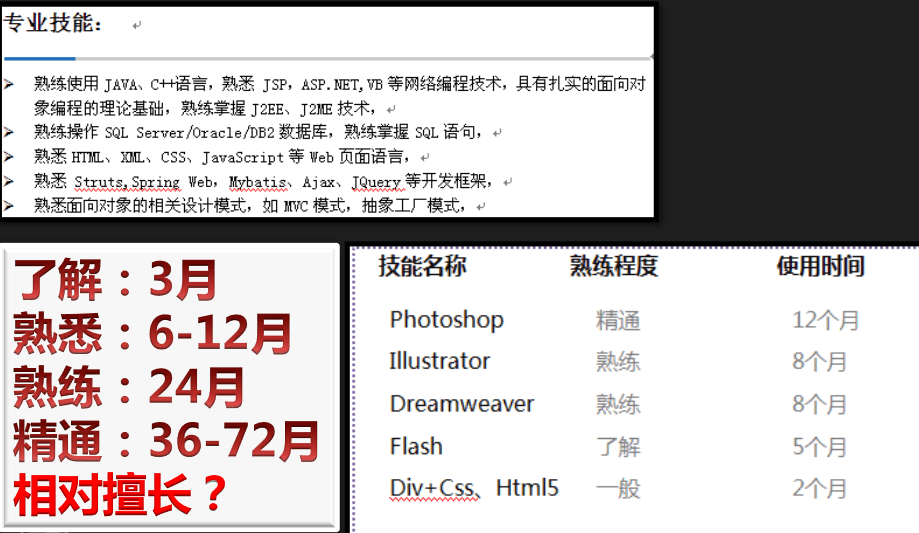 专业技能：
熟练使用 JAVA、C++语言，熟悉 JSP，ASP.NET,VB 等网络编程技术，具有扎实的面向对
象编程的理论基础，熟练掌握 J2EE、J2ME 技术，
熟练操作 SQL Server/Oracle/DB2 数据库，熟练掌握 SQL 语句，
熟悉 HTML、XML、CSS、JavaScript 等 Web 页面语言，
熟悉 Struts,Spring Web，Mybatis、Ajax、JQuery 等开发框架，
熟悉面向对象的相关设计模式，如 MVC 模式，抽象工厂模式，
了解：3月
熟悉：6-12月
熟练：24月
精通：36-72月
相对擅长？
技能名称 熟练程度 使用时间
Photoshop 精通 12个月
Illustrator 熟练 8个月
Dreamweaver 熟练 8个月
Flash 了解 5个月
Div+Css、Html5 一般 2个月